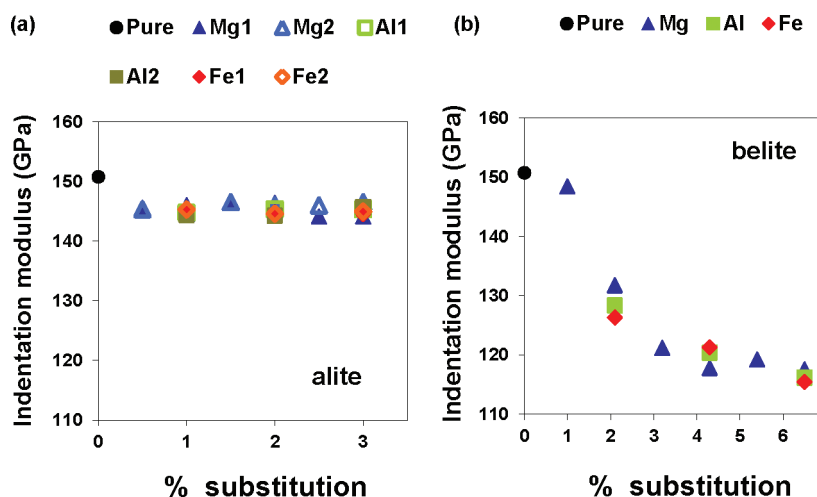 (a)
Pure Mg1 Mg2 Al1
Al2 Fe1 Fe2
Indentation modulus (GPa)
160
150
140
130
120
110
alite
0 1 2 3
% substitution
(b)
Pure Mg Al Fe
Indentation modulus (GPa)
160
150
140
130
120
110
belite
0 1 2 3 4 5 6
% substitution